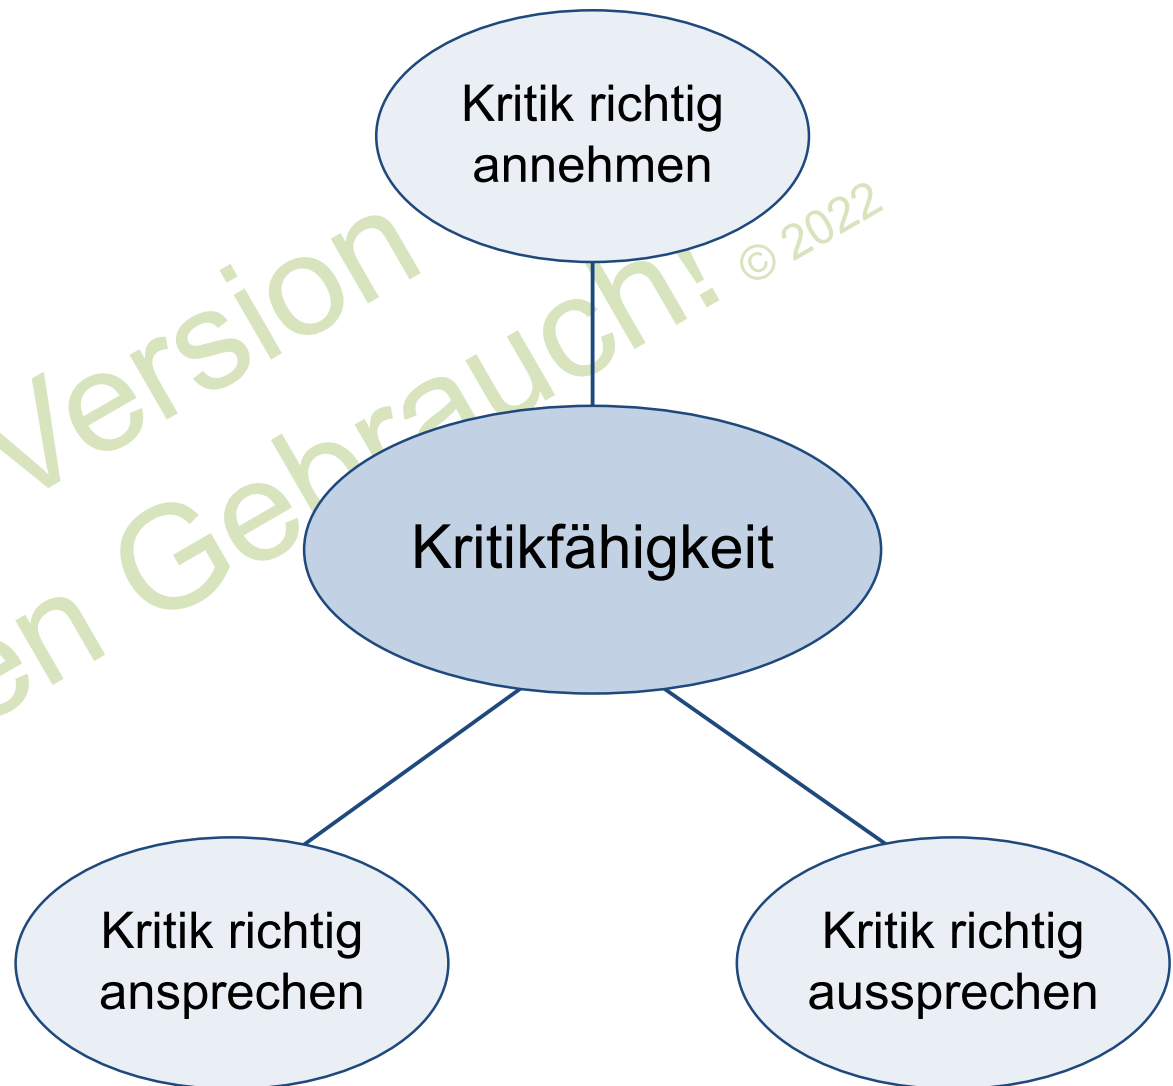 Kritik richtig
annehmen
Version
Gebrauch! © 2022
en
Kritikfähigkeit
Kritik richtig
ansprechen
Kritik richtig
aussprechen